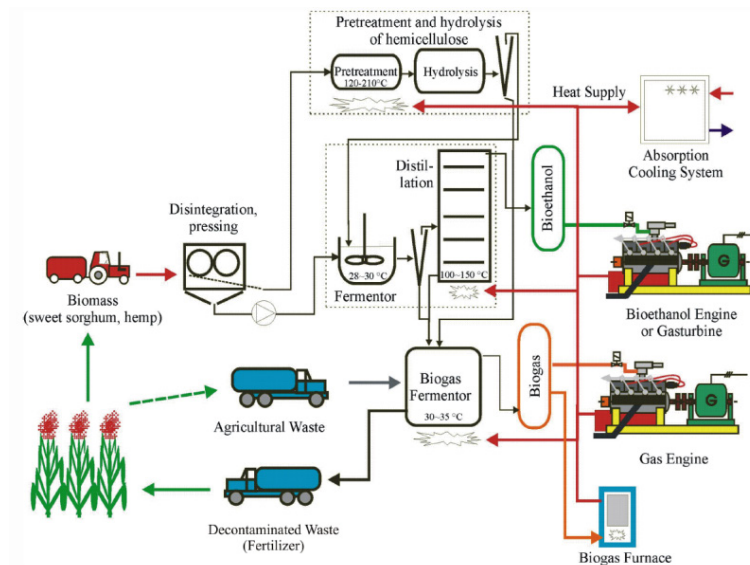 Pretreatment and hydrolysis
of hemicellulose
Pretreatment
120-210°C
Hydrolysis
Heat Supply
***
Absorption
Cooling System
Distil-
lation
Bioethanol
Disintegration,
pressing
28–30 °C
100–150 °C
Fermentor
G
Biomass
(sweet sorghum, hemp)
Bioethanol Engine
or Gasturbine
Biogas
Fermentor
30–35 °C
Biogas
G
Agricultural Waste
Gas Engine
Decontaminated Waste
(Fertilizer)
Biogas Furnace